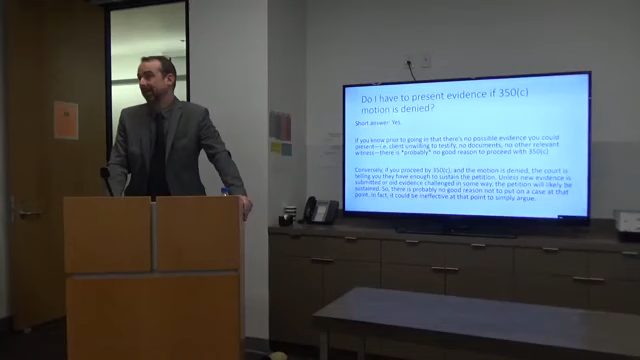 Do I have to present evidence if 350(c)
motion is denied?
Short answer: Yes.
If you know prior to going in that there's no possible evidence you could
present—i.e. client unwilling to testify, no documents, no other relevant
witness—there is *probably* no good reason to proceed with 350(c)
Conversely, if you proceed by 350(c), and the motion is denied, the court is
telling you they have enough to sustain the petition. Unless new evidence is
submitted or old evidence challenged in some way, the petition will likely be
sustained. So, there is probably no good reason not to put on a case at that
point, in fact, it could be ineffective at that point to simply argue.